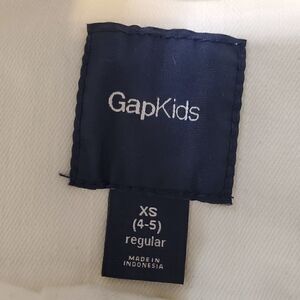 GapKids
XS
(4-5)
regular
MADE IN
INDONESIA